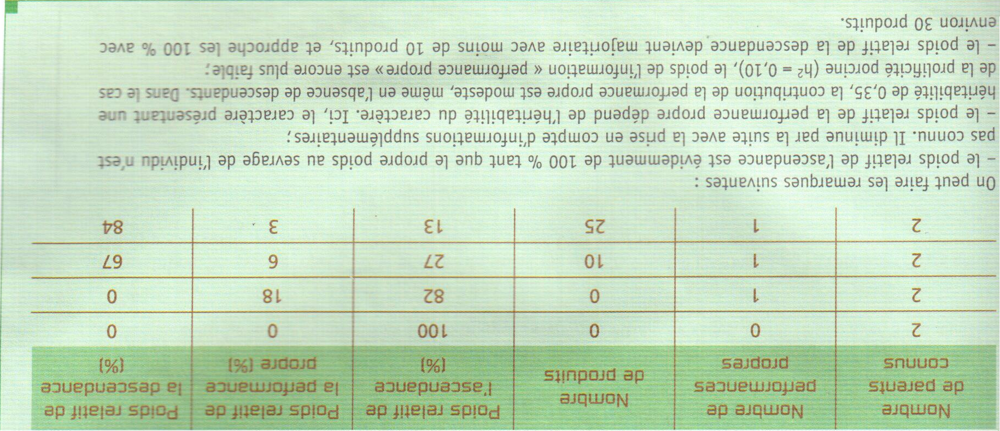 Nombre de parents connus | Nombre de performances propres | Nombre de produits | Poids relatif de l'ascendance (%) | Poids relatif de la performance propre (%) | Poids relatif de la descendance (%)
2 | 0 | 0 | 100 | 0 | 0
2 | 1 | 0 | 82 | 18 | 0
2 | 1 | 10 | 27 | 6 | 67
2 | 1 | 25 | 13 | 3 | 84
On peut faire les remarques suivantes :
– le poids relatif de l'ascendance est évidemment de 100 % tant que le propre poids au sevrage de l'individu n'est
pas connu. Il diminue par la suite avec la prise en compte d'informations supplémentaires ;
– le poids relatif de la performance propre dépend de l'héritabilité du caractère. Ici, le caractère présentant une
héritabilité de 0,35, la contribution de la performance propre est modeste, même en l'absence de descendants. Dans le cas
de la prolificité porcine (h² = 0,10), le poids de l'information « performance propre » est encore plus faible ;
– le poids relatif de la descendance devient majoritaire avec moins de 10 produits, et approche les 100 % avec
environ 30 produits.